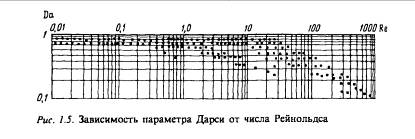 Da
0,01 0,1 1,0 10 100 1000 Re
1
0,1
Рис. 1.5. Зависимость параметра Дарси от числа Рейнольдса